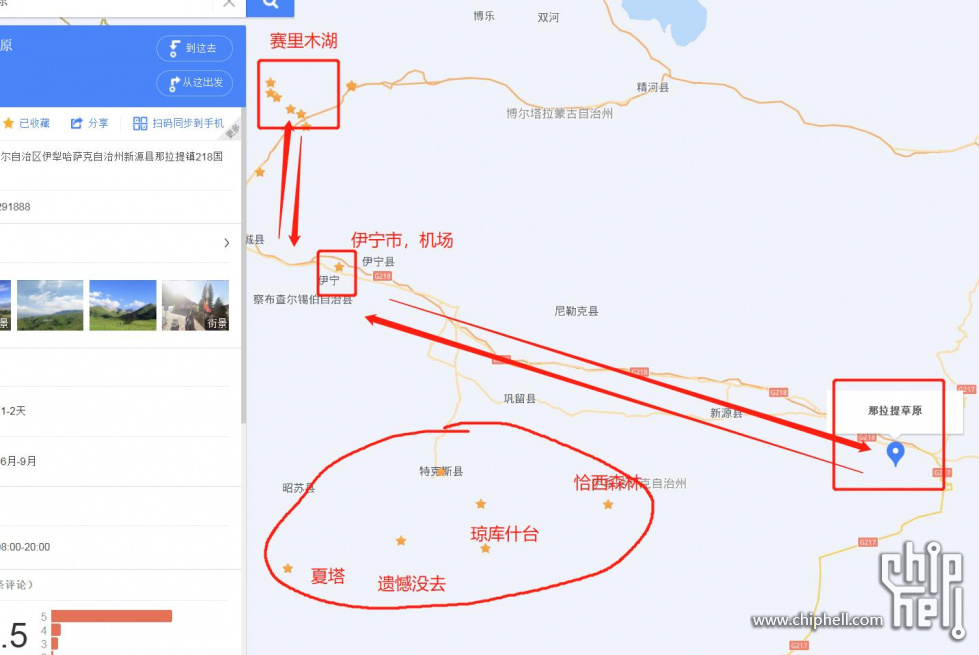 原
到这去
从这出发
已收藏
分享
扫码同步到手机
更多
尔自治区伊犁哈萨克自治州新源县那拉提镇218国
291888
景
街景
1-2天
6月-9月
8:00-20:00
条评论）
.5
5
4
3
博乐
双河
赛里木湖
精河县
博尔塔拉蒙古自治州
伊宁市，机场
伊宁县
伊宁
G218
察布查尔锡伯自治县
尼勒克县
G218
G218
G218
G217
巩留县
新源县
那拉提草原
G218
特克斯县
昭苏县
恰西森林
克自治州
琼库什台
夏塔
遗憾没去
G217
G217
chip
hell
www.chiphell.com